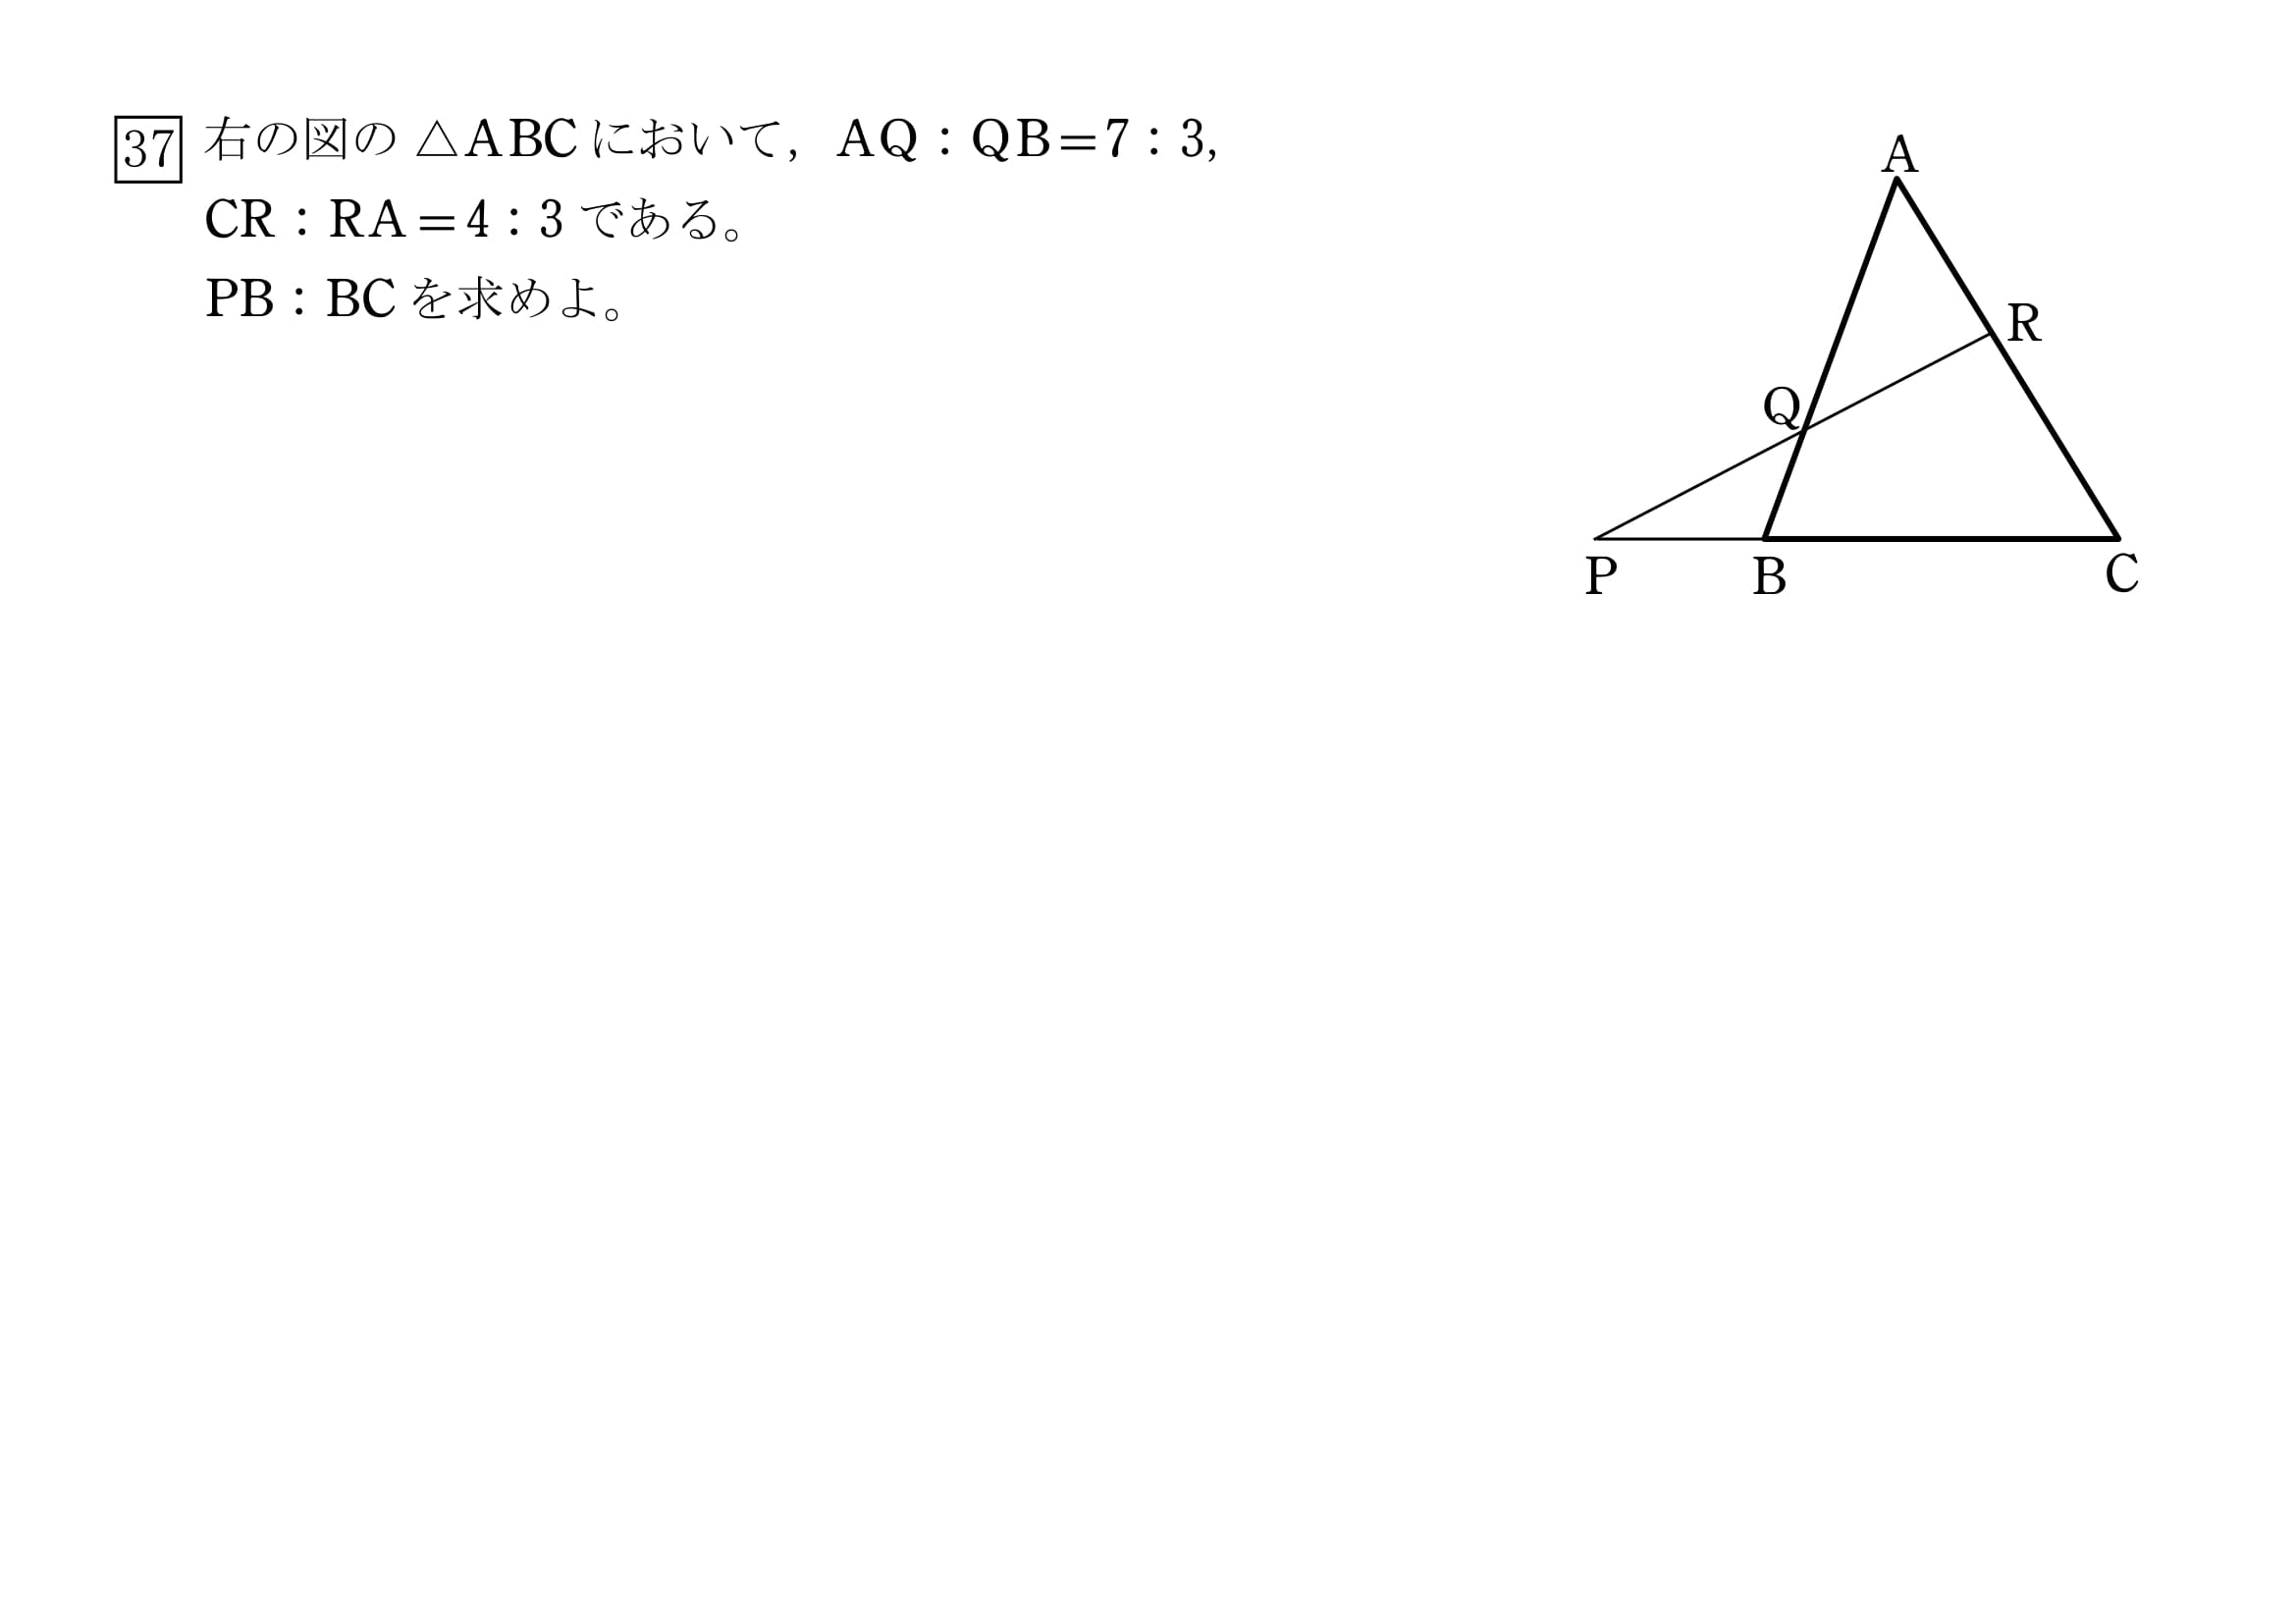 37 右の図の △ABC において，AQ：QB=7：3,
CR：RA=4：3 である。
PB：BC を求めよ。
A
R
Q
P B C